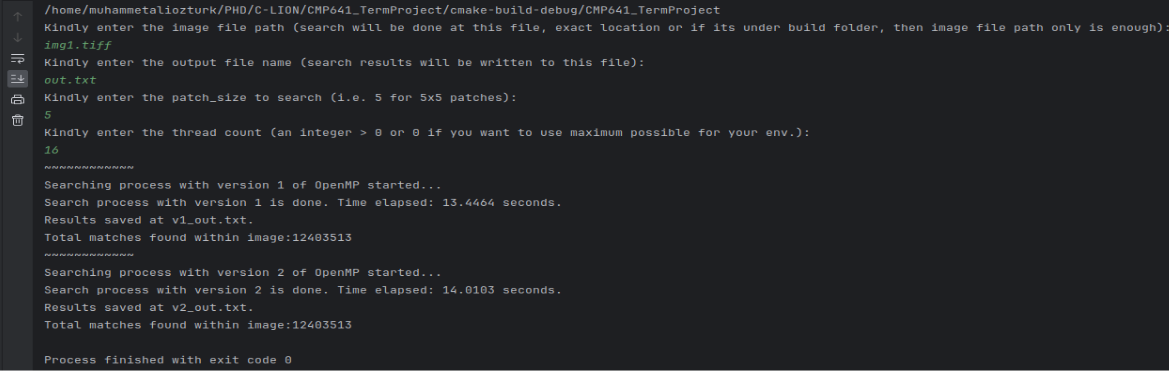 /home/muhammetaliozturk/PHD/C-LION/CMP641_TermProject/cmake-build-debug/CMP641_TermProject
Kindly enter the image file path (search will be done at this file, exact location or if its under build folder, then image file path only is enough):
img1.tiff
Kindly enter the output file name (search results will be written to this file):
out.txt
Kindly enter the patch_size to search (i.e. 5 for 5x5 patches):
5
Kindly enter the thread count (an integer > 0 or 0 if you want to use maximum possible for your env.):
16
~~~~~~~~~~~~
Searching process with version 1 of OpenMP started...
Search process with version 1 is done. Time elapsed: 13.4464 seconds.
Results saved at v1_out.txt.
Total matches found within image:12403513
~~~~~~~~~~~~
Searching process with version 2 of OpenMP started...
Search process with version 2 is done. Time elapsed: 14.0103 seconds.
Results saved at v2_out.txt.
Total matches found within image:12403513
Process finished with exit code 0